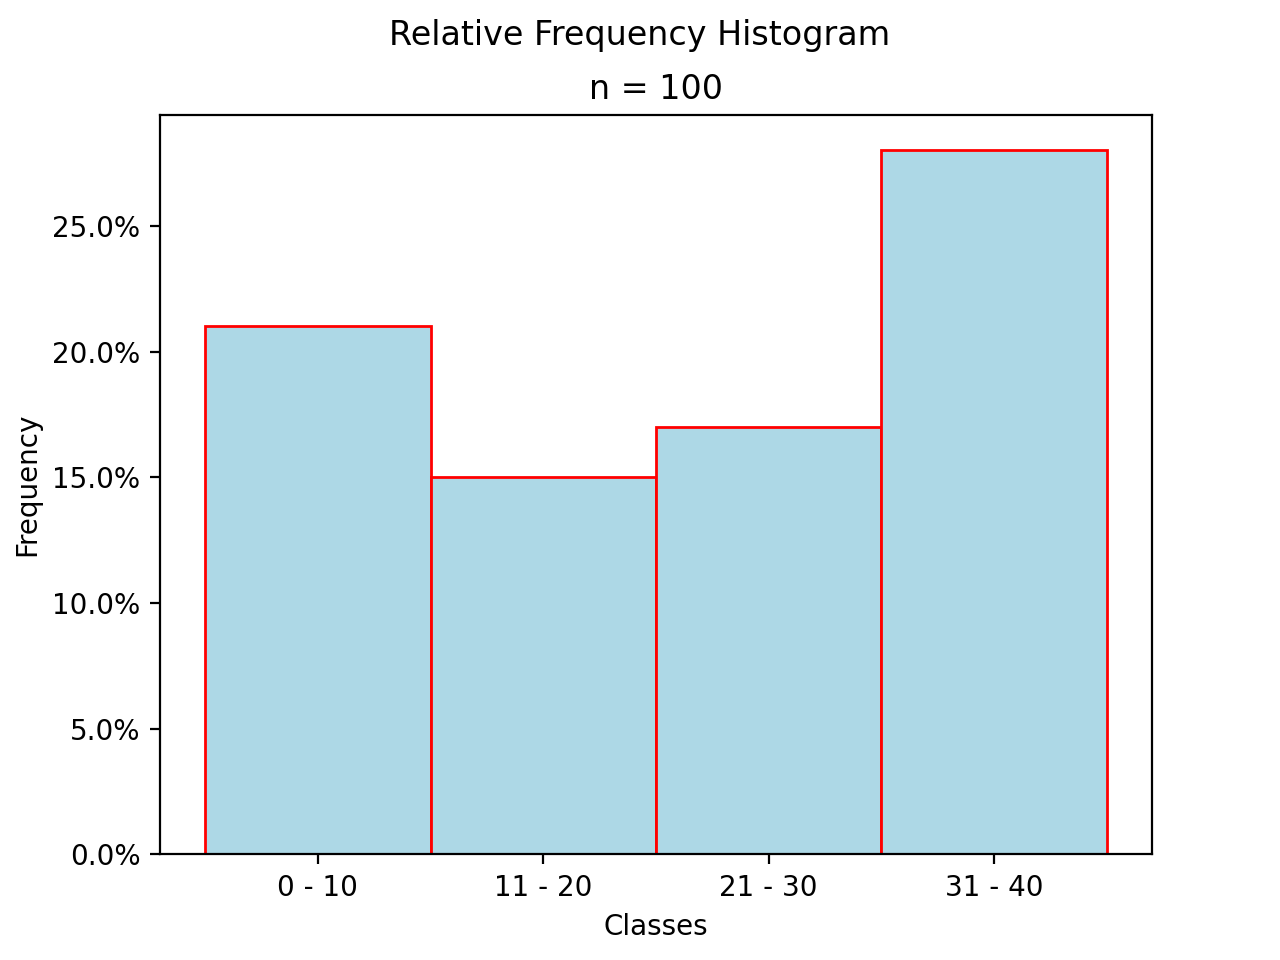 Relative Frequency Histogram
n = 100
Frequency
25.0%
20.0%
15.0%
10.0%
5.0%
0.0%
0 - 10
11 - 20
21 - 30
31 - 40
Classes